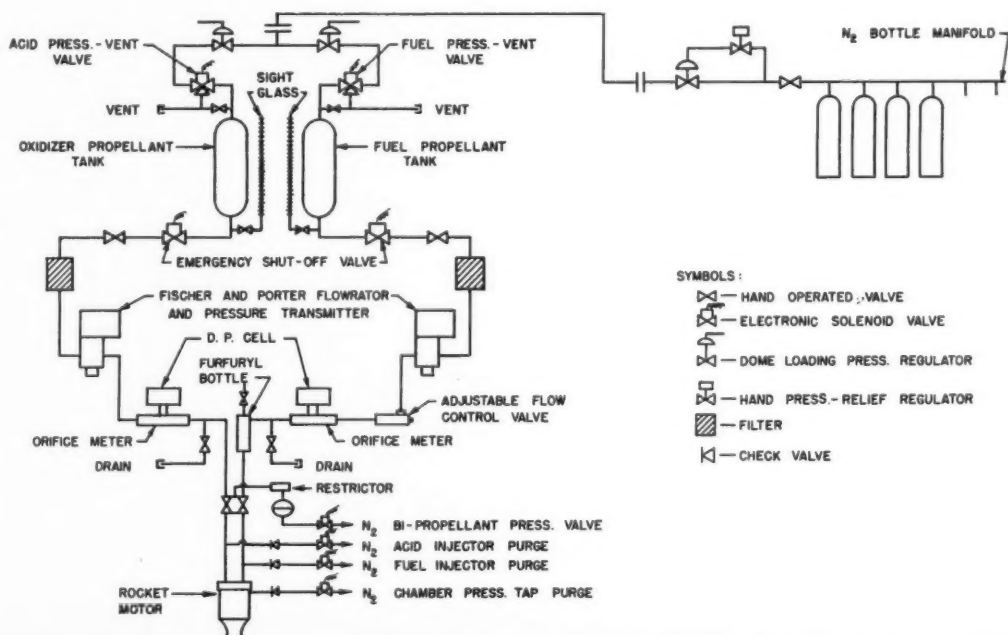 ACID PRESS.-VENT
VALVE
FUEL PRESS.-VENT
VALVE
N2 BOTTLE MANIFOLD
SIGHT
GLASS
VENT
VENT
OXIDIZER PROPELLANT
TANK
FUEL PROPELLANT
TANK
EMERGENCY SHUT-OFF VALVE
FISCHER AND PORTER FLOWRATOR
AND PRESSURE TRANSMITTER
D. P. CELL
FURFURYL
BOTTLE
ADJUSTABLE FLOW
CONTROL VALVE
ORIFICE METER
ORIFICE METER
DRAIN
DRAIN
RESTRICTOR
N2 BI-PROPELLANT PRESS. VALVE
N2 ACID INJECTOR PURGE
N2 FUEL INJECTOR PURGE
N2 CHAMBER PRESS. TAP PURGE
ROCKET
MOTOR
SYMBOLS:
HAND OPERATED VALVE
ELECTRONIC SOLENOID VALVE
DOME LOADING PRESS. REGULATOR
HAND PRESS.-RELIEF REGULATOR
FILTER
CHECK VALVE